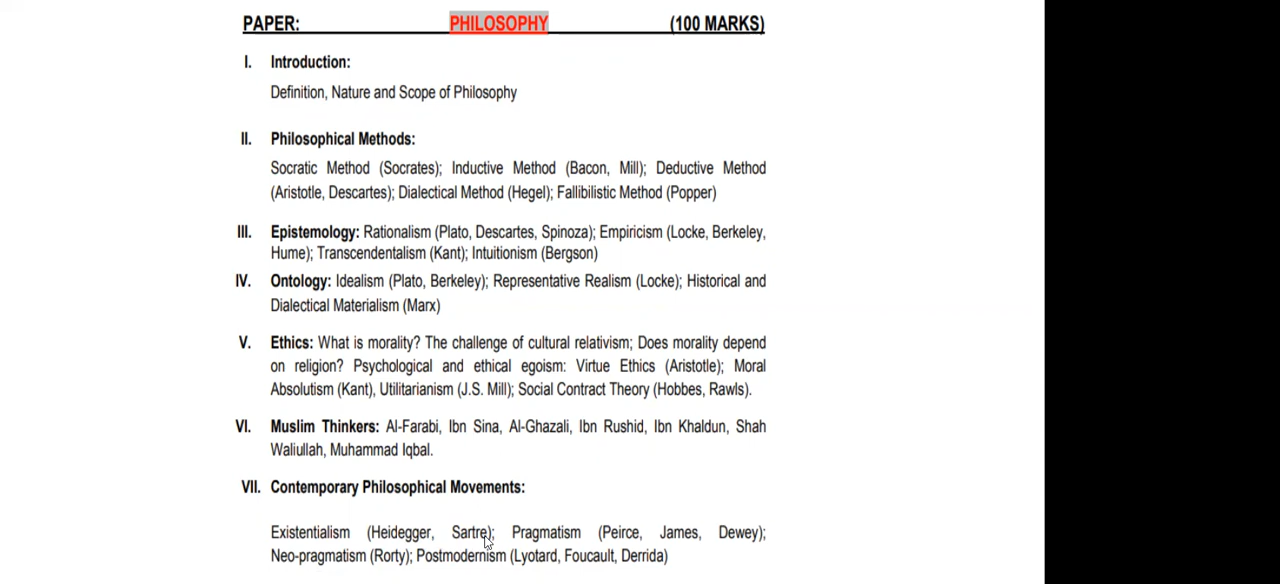 PAPER: PHILOSOPHY (100 MARKS)
I. Introduction:
Definition, Nature and Scope of Philosophy
II. Philosophical Methods:
Socratic Method (Socrates); Inductive Method (Bacon, Mill); Deductive Method
(Aristotle, Descartes); Dialectical Method (Hegel); Fallibilistic Method (Popper)
III. Epistemology: Rationalism (Plato, Descartes, Spinoza); Empiricism (Locke, Berkeley,
Hume); Transcendentalism (Kant); Intuitionism (Bergson)
IV. Ontology: Idealism (Plato, Berkeley); Representative Realism (Locke); Historical and
Dialectical Materialism (Marx)
V. Ethics: What is morality? The challenge of cultural relativism; Does morality depend
on religion? Psychological and ethical egoism: Virtue Ethics (Aristotle); Moral
Absolutism (Kant), Utilitarianism (J.S. Mill); Social Contract Theory (Hobbes, Rawls).
VI. Muslim Thinkers: Al-Farabi, Ibn Sina, Al-Ghazali, Ibn Rushid, Ibn Khaldun, Shah
Waliullah, Muhammad Iqbal.
VII. Contemporary Philosophical Movements:
Existentialism (Heidegger, Sartre); Pragmatism (Peirce, James, Dewey);
Neo-pragmatism (Rorty); Postmodernism (Lyotard, Foucault, Derrida)